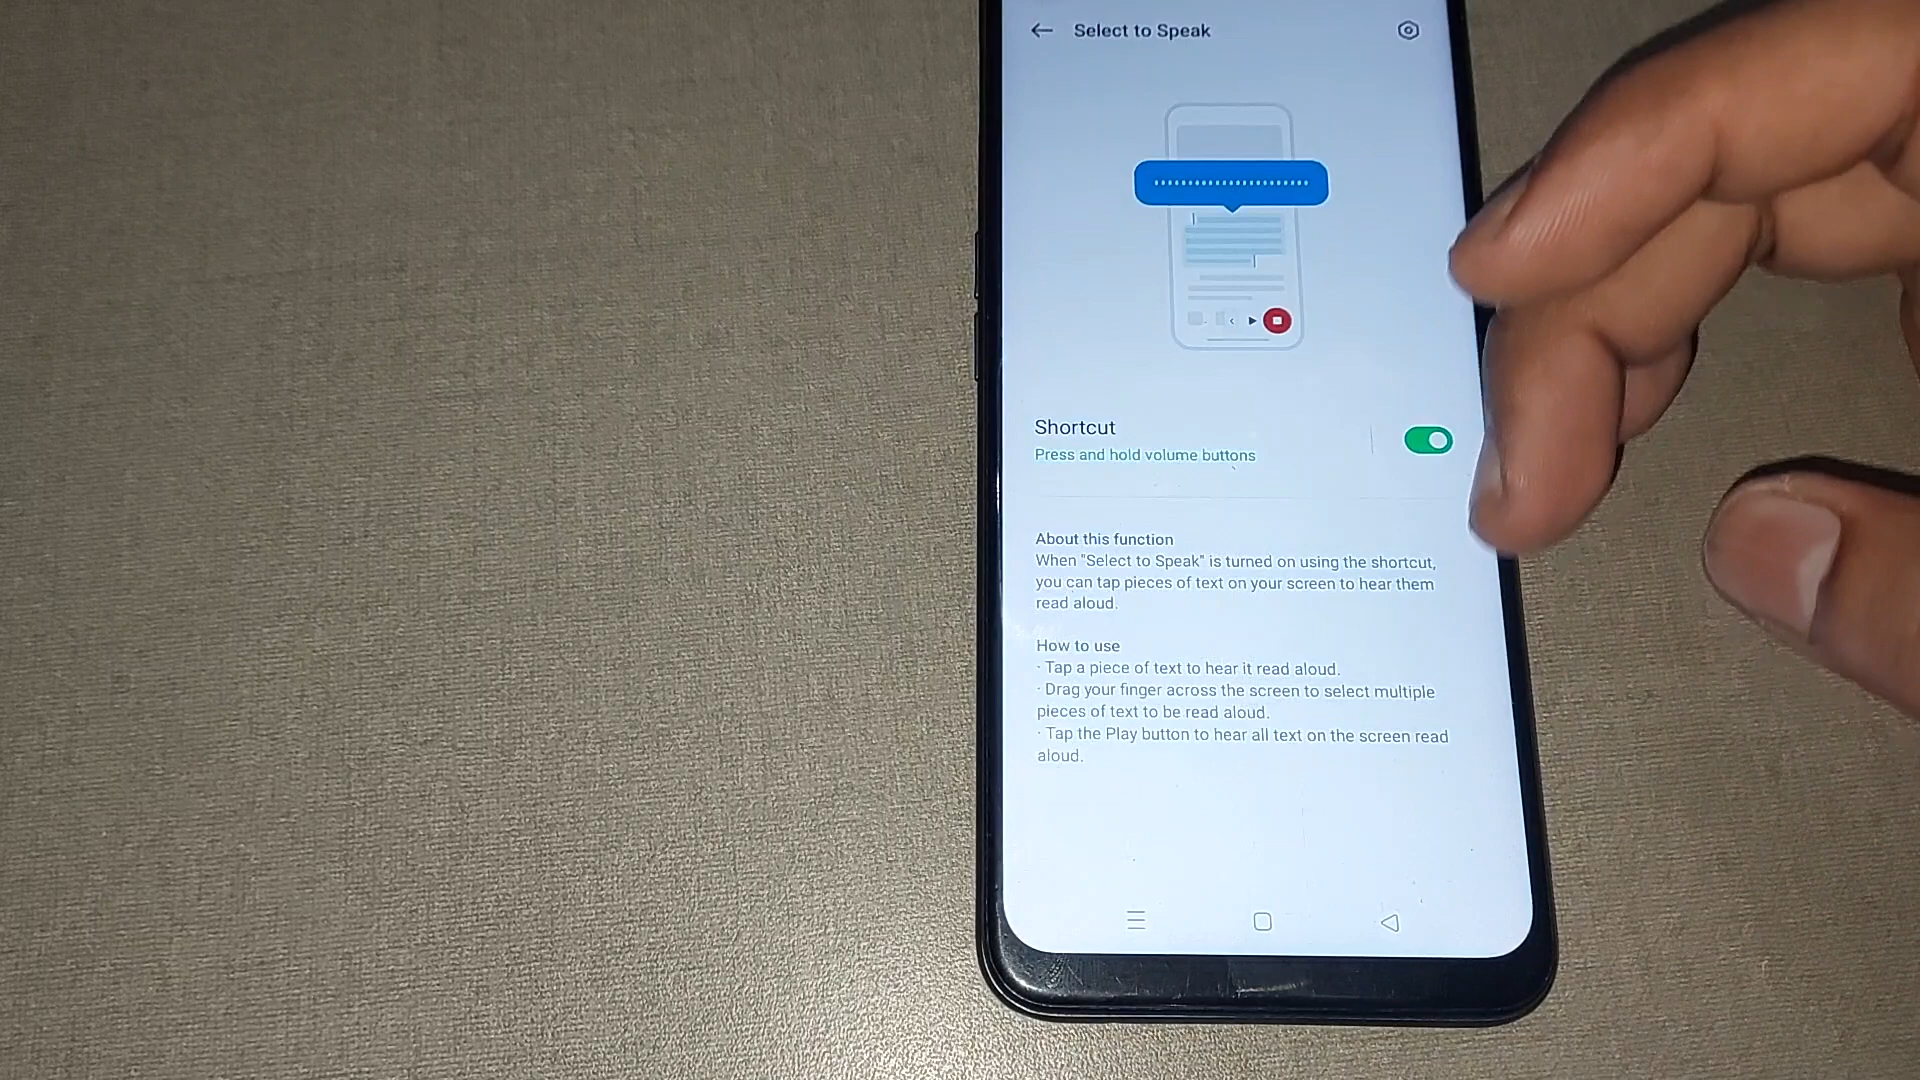 Select to Speak
Shortcut
Press and hold volume buttons
About this function
When "Select to Speak" is turned on using the shortcut,
you can tap pieces of text on your screen to hear them
read aloud.
How to use
· Tap a piece of text to hear it read aloud.
· Drag your finger across the screen to select multiple
pieces of text to be read aloud.
· Tap the Play button to hear all text on the screen read
aloud.